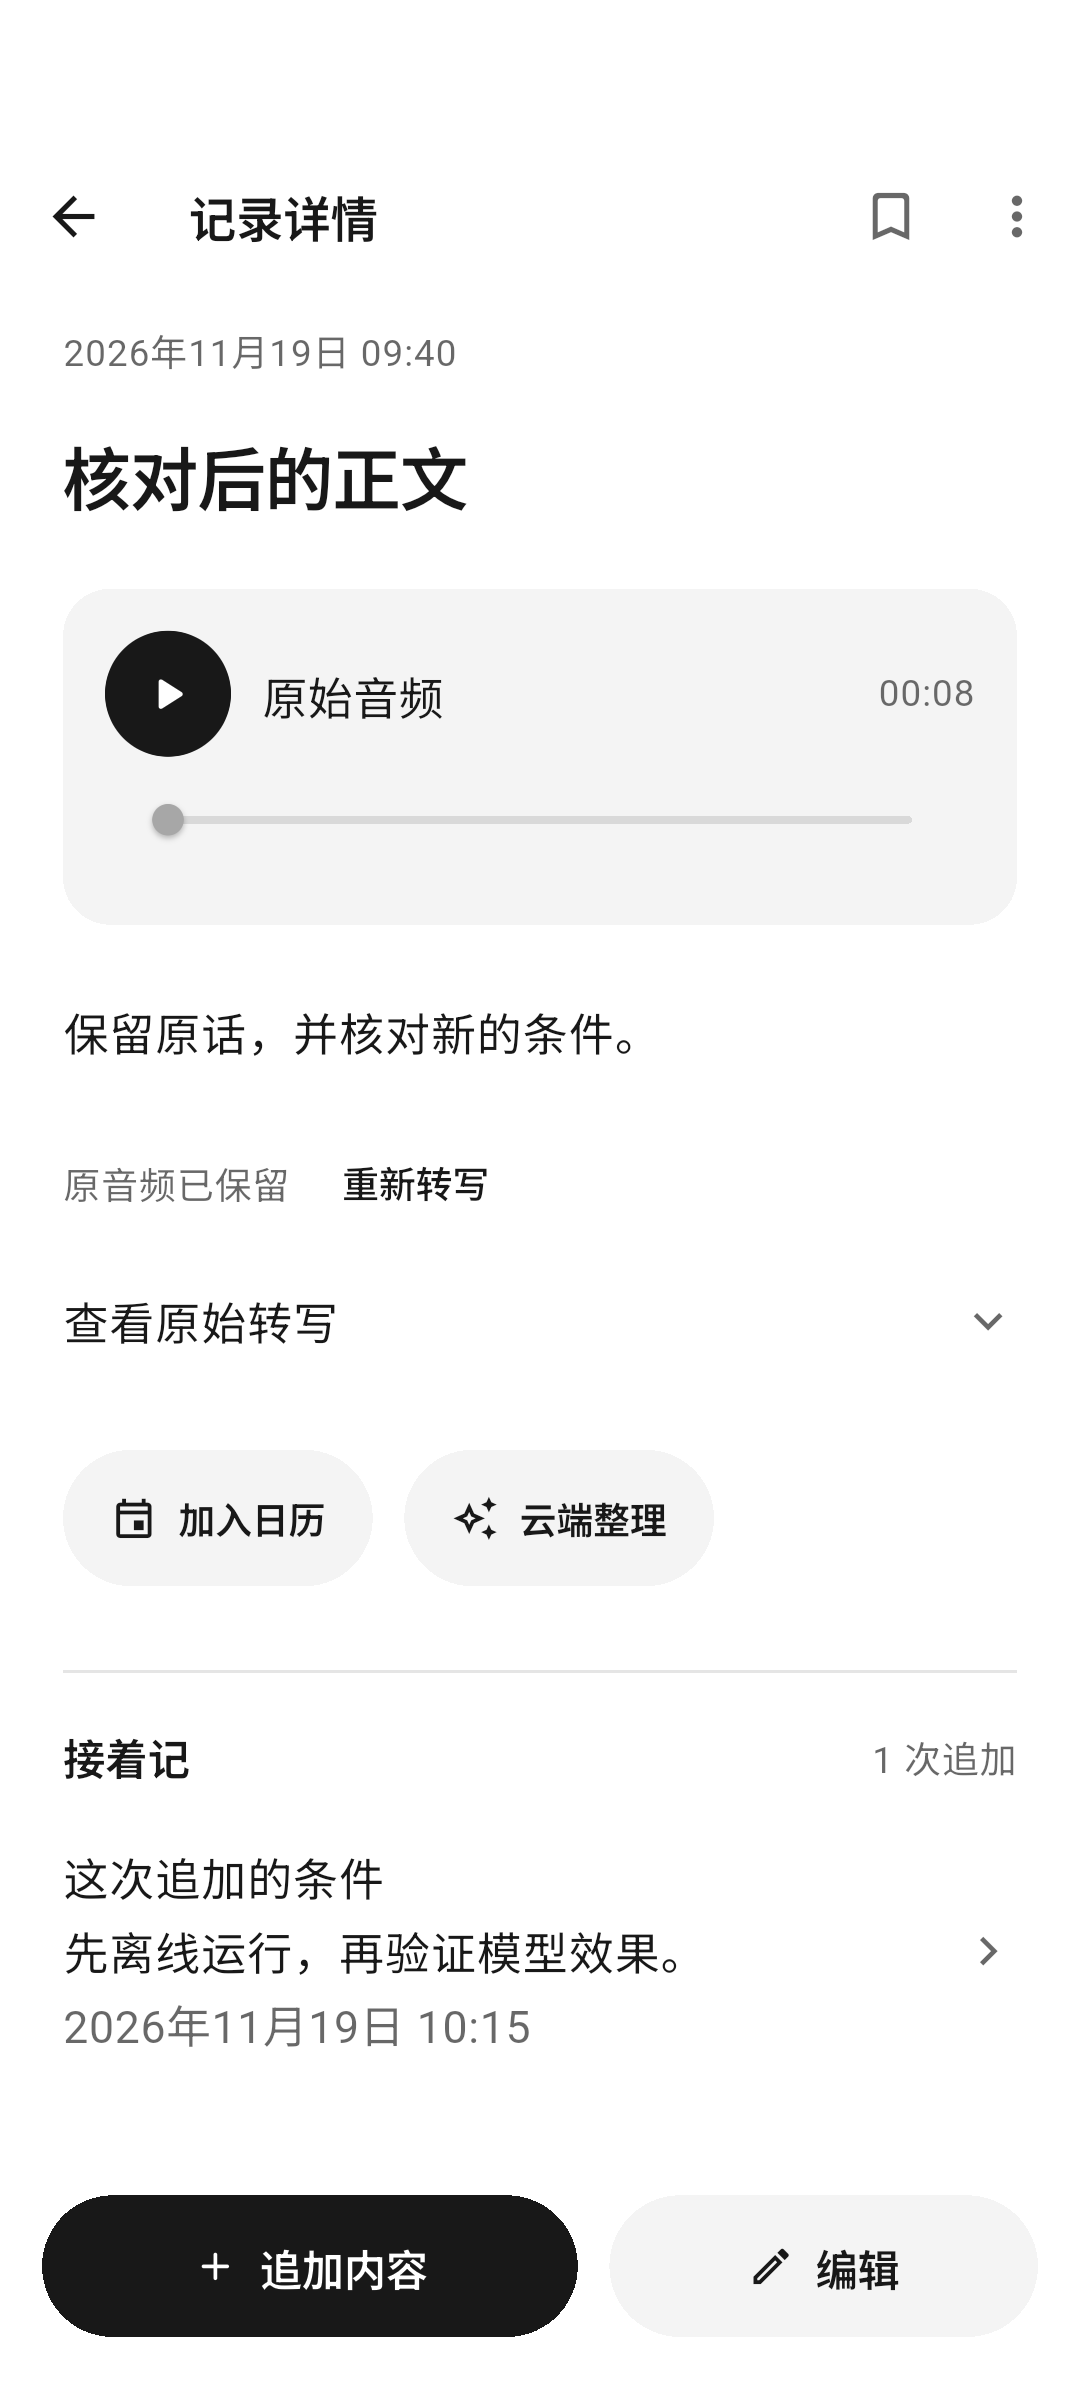 记录详情
2026年11月19日 09:40
核对后的正文
原始音频 00:08
保留原话，并核对新的条件。
原音频已保留 重新转写
查看原始转写
加入日历 云端整理
接着记 1 次追加
这次追加的条件
先离线运行，再验证模型效果。
2026年11月19日 10:15
追加内容 编辑